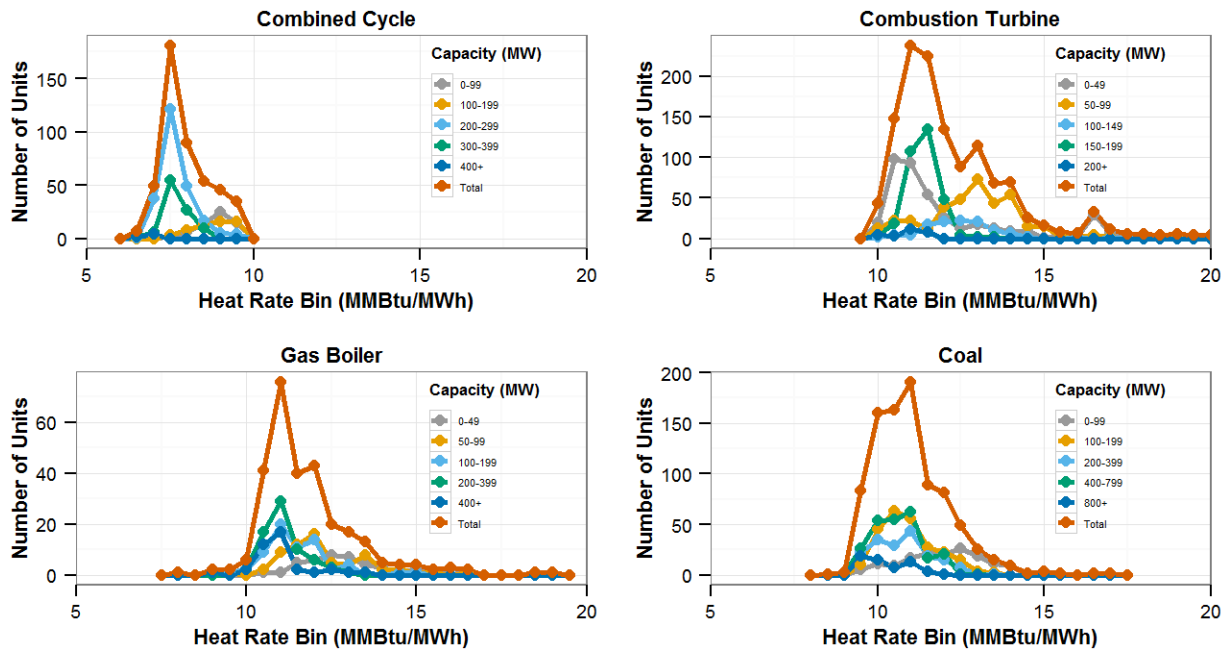 Combined Cycle
Number of Units
150
100
50
0
5
10
15
20
Heat Rate Bin (MMBtu/MWh)
Capacity (MW)
0-99
100-199
200-299
300-399
400+
Total
Combustion Turbine
Number of Units
200
150
100
50
0
5
10
15
20
Heat Rate Bin (MMBtu/MWh)
Capacity (MW)
0-49
50-99
100-149
150-199
200+
Total
Gas Boiler
Number of Units
60
40
20
0
5
10
15
20
Heat Rate Bin (MMBtu/MWh)
Capacity (MW)
0-49
50-99
100-199
200-399
400+
Total
Coal
Number of Units
200
150
100
50
0
5
10
15
20
Heat Rate Bin (MMBtu/MWh)
Capacity (MW)
0-99
100-199
200-399
400-799
800+
Total